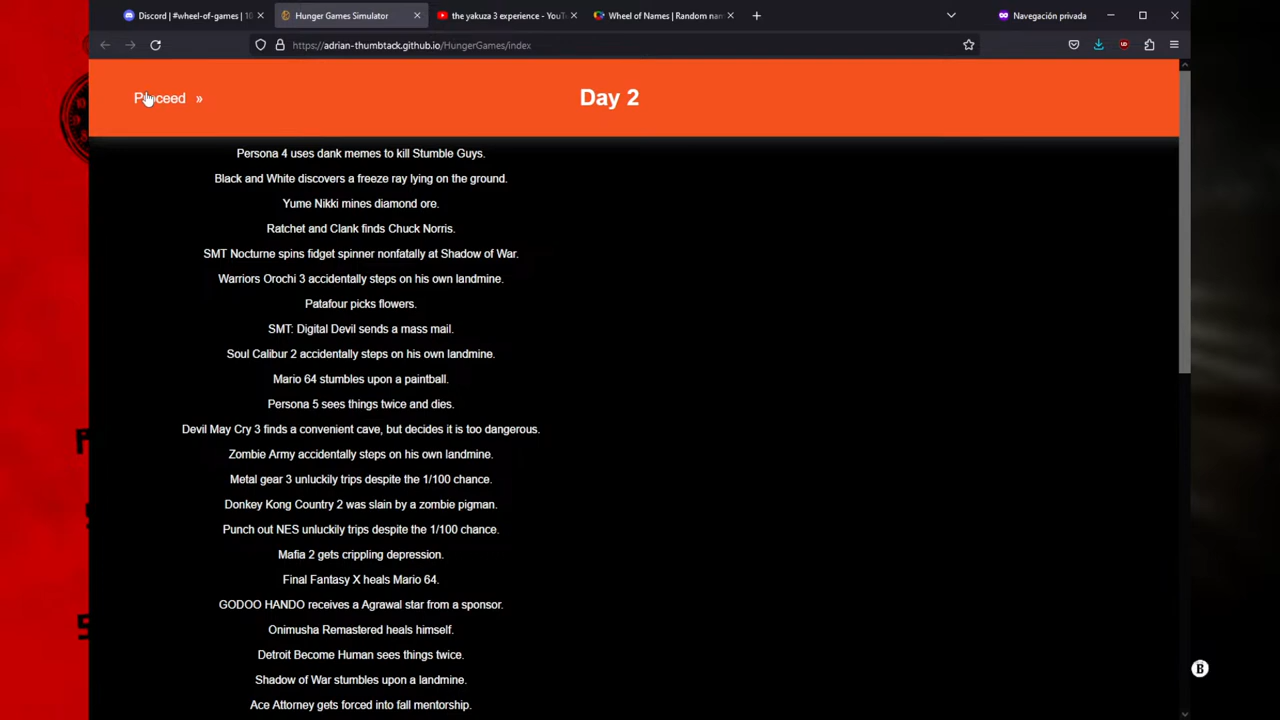 Discord | #wheel-of-games | 10
Hunger Games Simulator
the yakuza 3 experience - YouT
Wheel of Names | Random nam
Navegación privada
https://adrian-thumbtack.github.io/HungerGames/index
Proceed »
Day 2
Persona 4 uses dank memes to kill Stumble Guys.
Black and White discovers a freeze ray lying on the ground.
Yume Nikki mines diamond ore.
Ratchet and Clank finds Chuck Norris.
SMT Nocturne spins fidget spinner nonfatally at Shadow of War.
Warriors Orochi 3 accidentally steps on his own landmine.
Patafour picks flowers.
SMT: Digital Devil sends a mass mail.
Soul Calibur 2 accidentally steps on his own landmine.
Mario 64 stumbles upon a paintball.
Persona 5 sees things twice and dies.
Devil May Cry 3 finds a convenient cave, but decides it is too dangerous.
Zombie Army accidentally steps on his own landmine.
Metal gear 3 unluckily trips despite the 1/100 chance.
Donkey Kong Country 2 was slain by a zombie pigman.
Punch out NES unluckily trips despite the 1/100 chance.
Mafia 2 gets crippling depression.
Final Fantasy X heals Mario 64.
GODOO HANDO receives a Agrawal star from a sponsor.
Onimusha Remastered heals himself.
Detroit Become Human sees things twice.
Shadow of War stumbles upon a landmine.
Ace Attorney gets forced into fall mentorship.
B